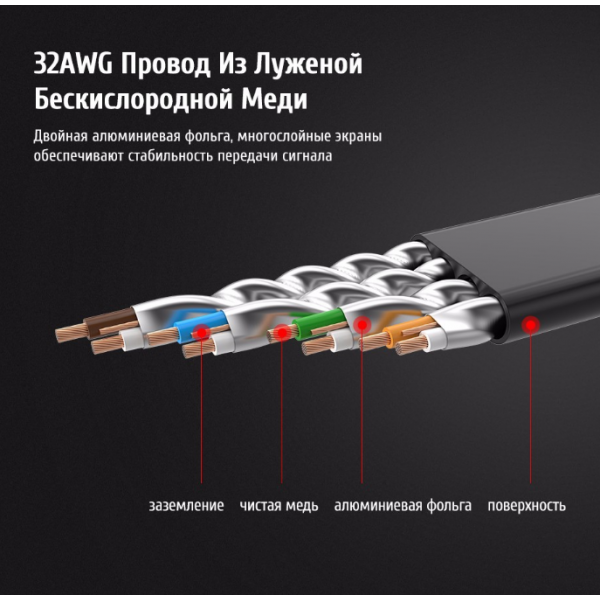 32AWG Провод Из Луженой
Бескислородной Меди
Двойная алюминиевая фольга, многослойные экраны
обеспечивают стабильность передачи сигнала
заземление чистая медь алюминиевая фольга поверхность